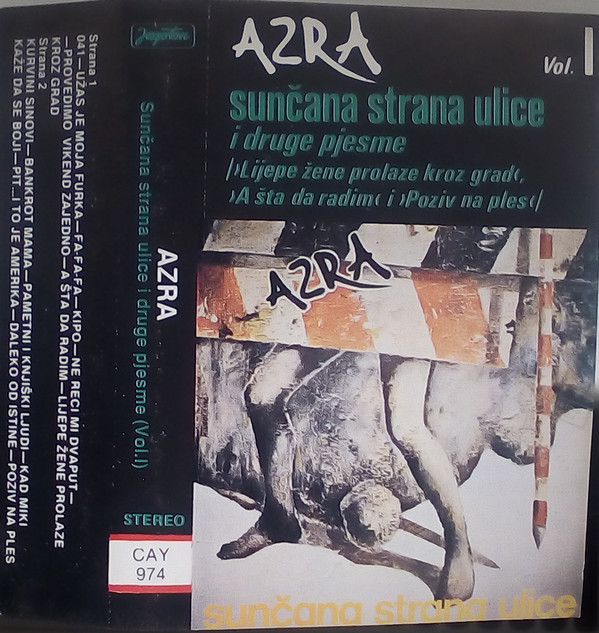 Jugoton
AZRA
Vol. I
sunčana strana ulice
i druge pjesme
/›Lijepe žene prolaze kroz grad‹,
›A šta da radim‹ i ›Poziv na ples‹/
AZRA
sunčana strana ulice
AZRA
Sunčana strana ulice i druge pjesme (Vol.I)
STEREO
CAY
974
Strana 1
041—UŽAS JE MOJA FURKA—FA-FA-FA—KIPO—NE RECI MI DVAPUT—
—PROVEDIMO VIKEND ZAJEDNO—A ŠTA DA RADIM—LIJEPE ŽENE PROLAZE
KROZ GRAD
Strana 2
KURVINI SINOVI—BANKROT MAMA—PAMETNI I KNJIŠKI LJUDI—KAD MIKI
KAŽE DA SE BOJI—PIT...I TO JE AMERIKA—DALEKO OD ISTINE—POZIV NA PLES